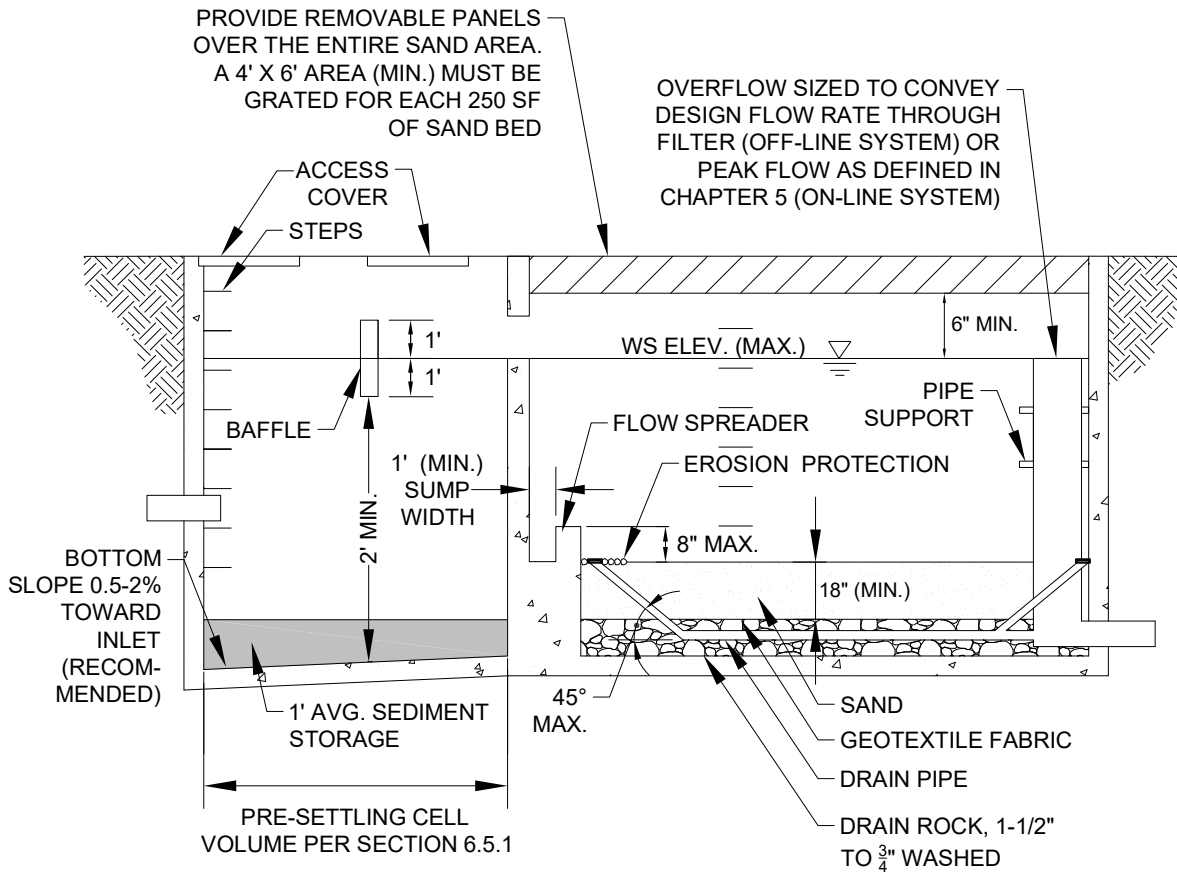 PROVIDE REMOVABLE PANELS
OVER THE ENTIRE SAND AREA.
A 4' X 6' AREA (MIN.) MUST BE
GRATED FOR EACH 250 SF
OF SAND BED
OVERFLOW SIZED TO CONVEY
DESIGN FLOW RATE THROUGH
FILTER (OFF-LINE SYSTEM) OR
PEAK FLOW AS DEFINED IN
CHAPTER 5 (ON-LINE SYSTEM)
ACCESS
COVER
STEPS
6" MIN.
1'
WS ELEV. (MAX.)
1'
PIPE
SUPPORT
BAFFLE
FLOW SPREADER
1' (MIN.)
SUMP
WIDTH
EROSION PROTECTION
2' MIN.
8" MAX.
BOTTOM
SLOPE 0.5-2%
TOWARD
INLET
(RECOM-
MENDED)
18" (MIN.)
45°
MAX.
1' AVG. SEDIMENT
STORAGE
SAND
GEOTEXTILE FABRIC
DRAIN PIPE
DRAIN ROCK, 1-1/2"
TO 3/4" WASHED
PRE-SETTLING CELL
VOLUME PER SECTION 6.5.1